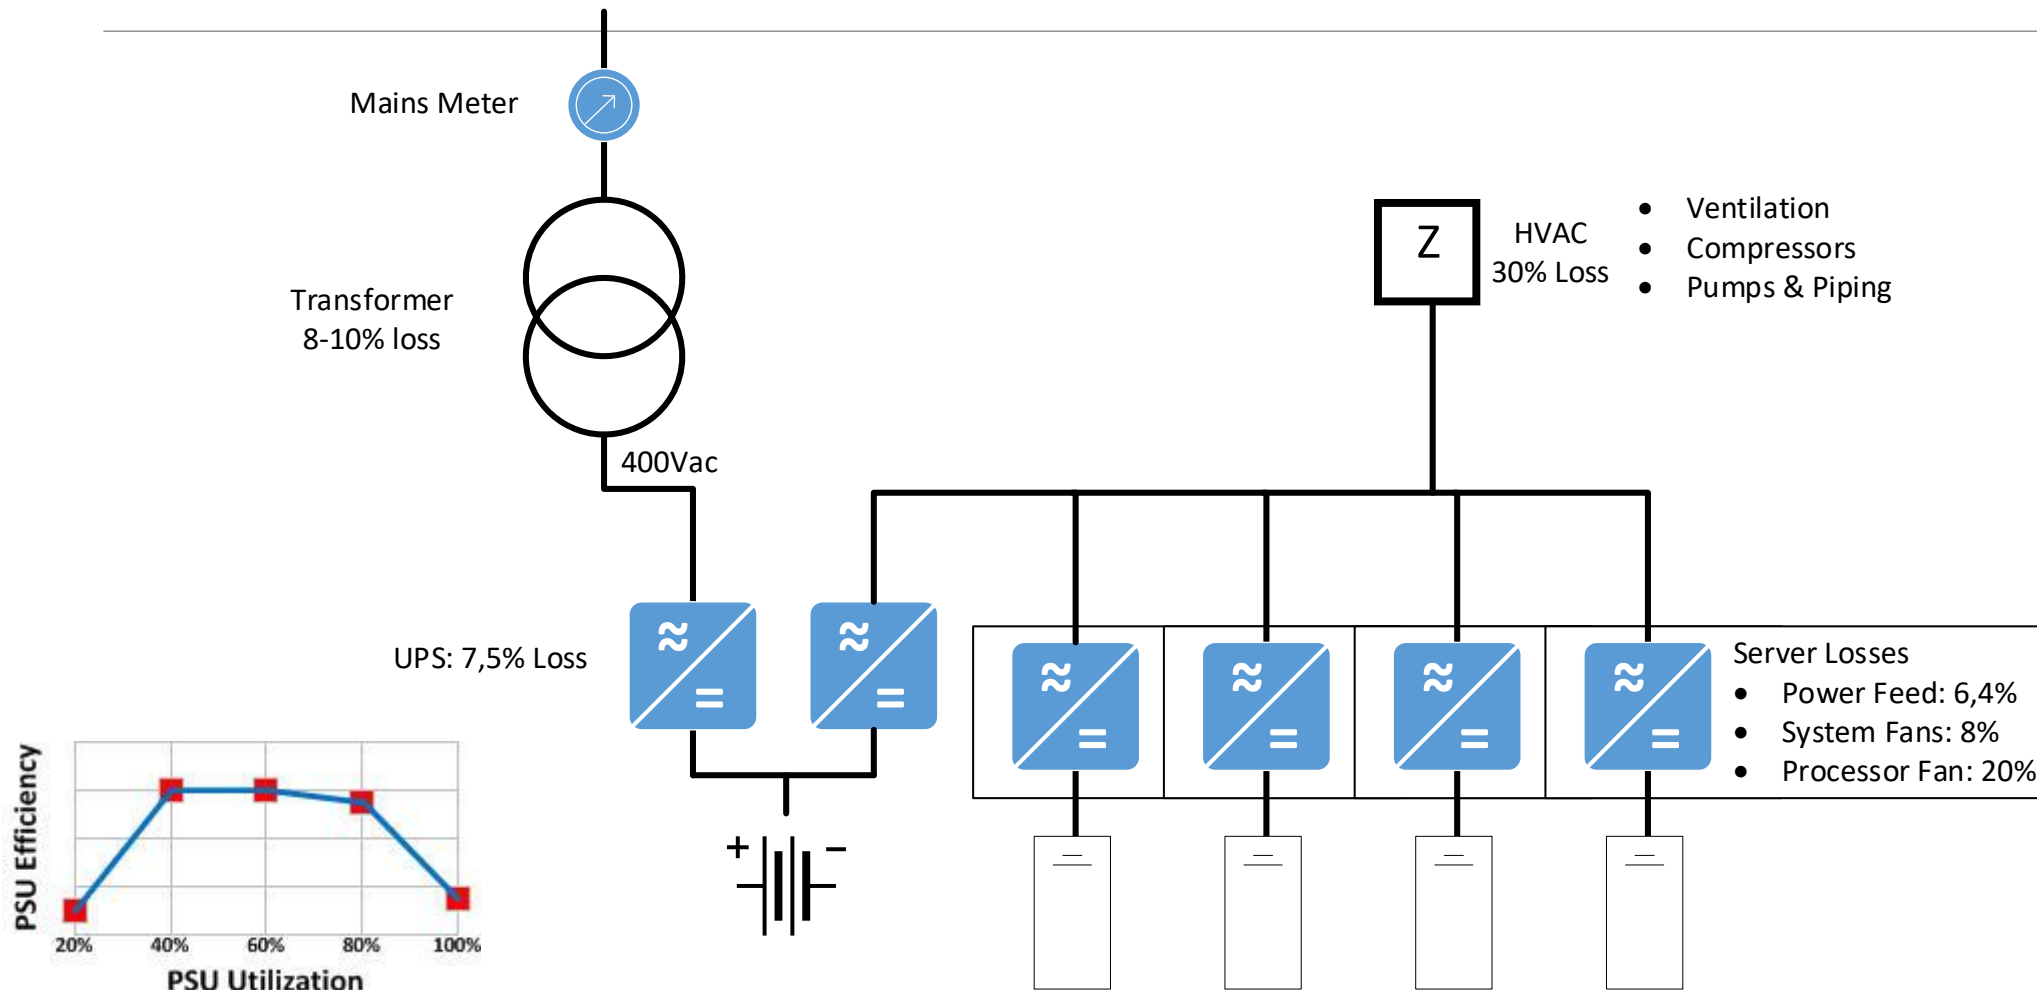 Mains Meter
Transformer
8-10% loss
400Vac
Z
HVAC
30% Loss
• Ventilation
• Compressors
• Pumps & Piping
UPS: 7,5% Loss
≈
=
≈
=
≈
=
≈
=
≈
=
≈
=
Server Losses
• Power Feed: 6,4%
• System Fans: 8%
• Processor Fan: 20%
+ −
PSU Efficiency
20% 40% 60% 80% 100%
PSU Utilization